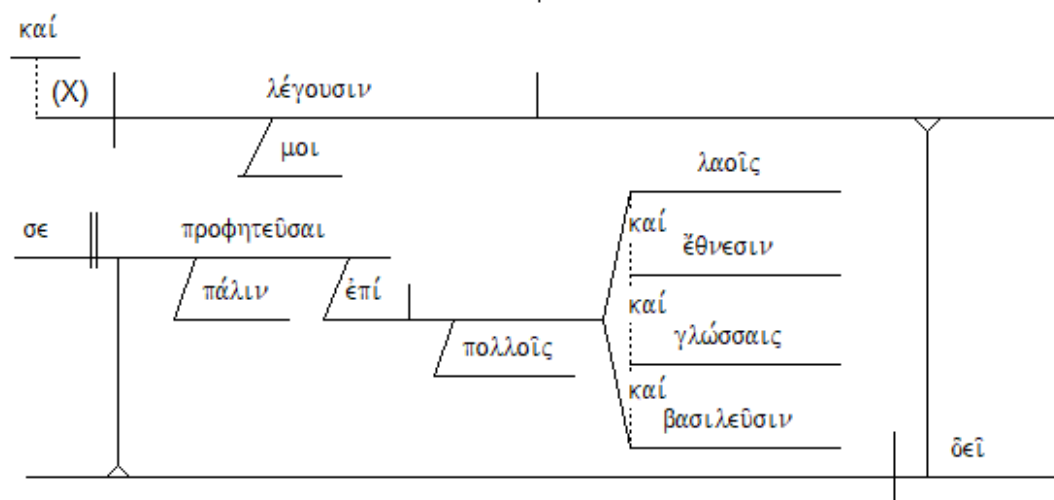 καί
(X) λέγουσιν
μοι
λαοῖς
καί
σε προφητεῦσαι
ἔθνεσιν
πάλιν ἐπί
καί
γλώσσαις
πολλοῖς
καί
βασιλεῦσιν
δεῖ